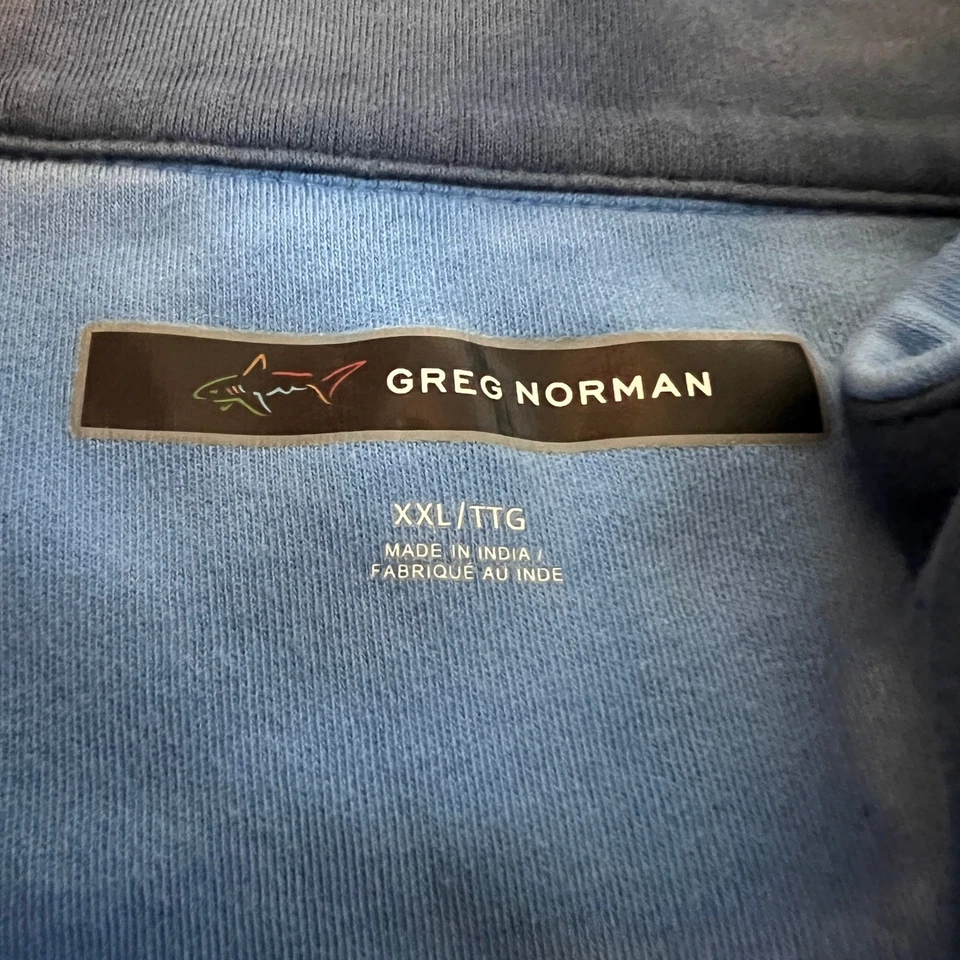 GREG NORMAN
XXL/TTG
MADE IN INDIA /
FABRIQUÉ AU INDE